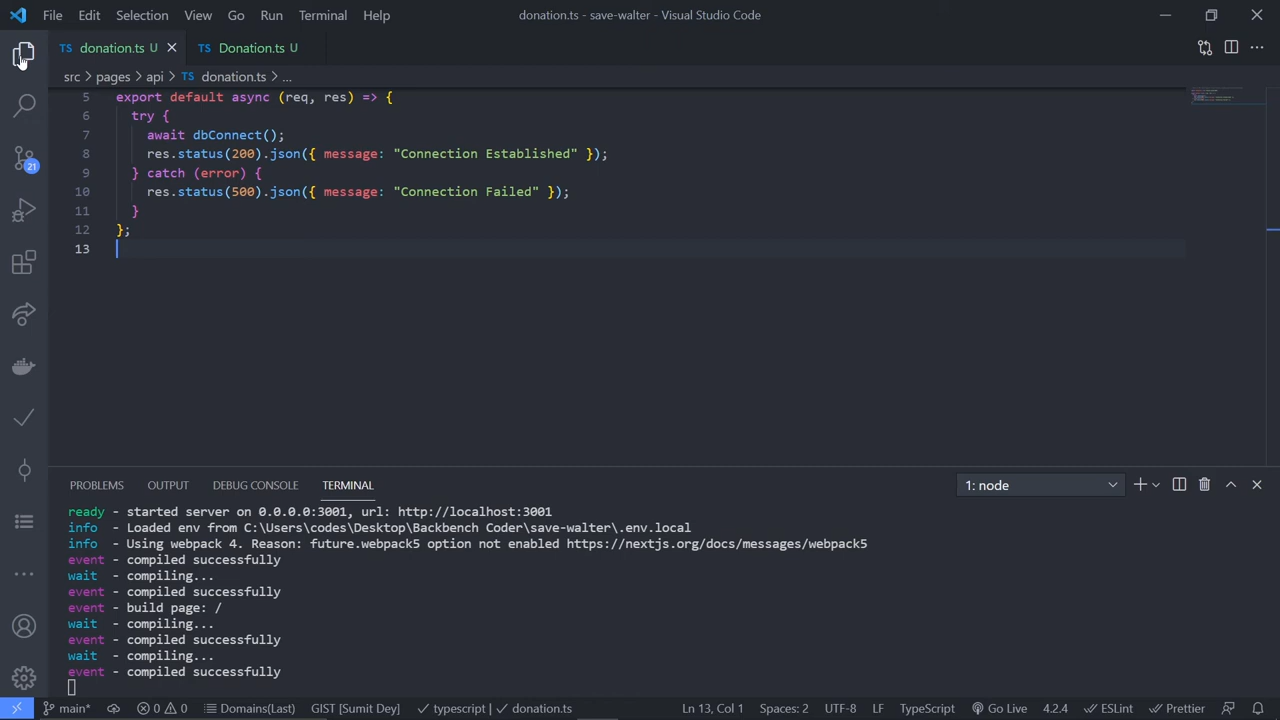 File Edit Selection View Go Run Terminal Help donation.ts - save-walter - Visual Studio Code
TS donation.ts U TS Donation.ts U
src > pages > api > TS donation.ts > ...
5 export default async (req, res) => {
6 try {
7 await dbConnect();
8 res.status(200).json({ message: "Connection Established" });
9 } catch (error) {
10 res.status(500).json({ message: "Connection Failed" });
11 }
12 };
13
21
PROBLEMS OUTPUT DEBUG CONSOLE TERMINAL 1: node
ready - started server on 0.0.0.0:3001, url: http://localhost:3001
info - Loaded env from C:\Users\codes\Desktop\Backbench Coder\save-walter\.env.local
info - Using webpack 4. Reason: future.webpack5 option not enabled https://nextjs.org/docs/messages/webpack5
event - compiled successfully
wait - compiling...
event - compiled successfully
event - build page: /
wait - compiling...
event - compiled successfully
wait - compiling...
event - compiled successfully
main* 0 0 Domains(Last) GIST [Sumit Dey] typescript | donation.ts Ln 13, Col 1 Spaces: 2 UTF-8 LF TypeScript Go Live 4.2.4 ESLint Prettier